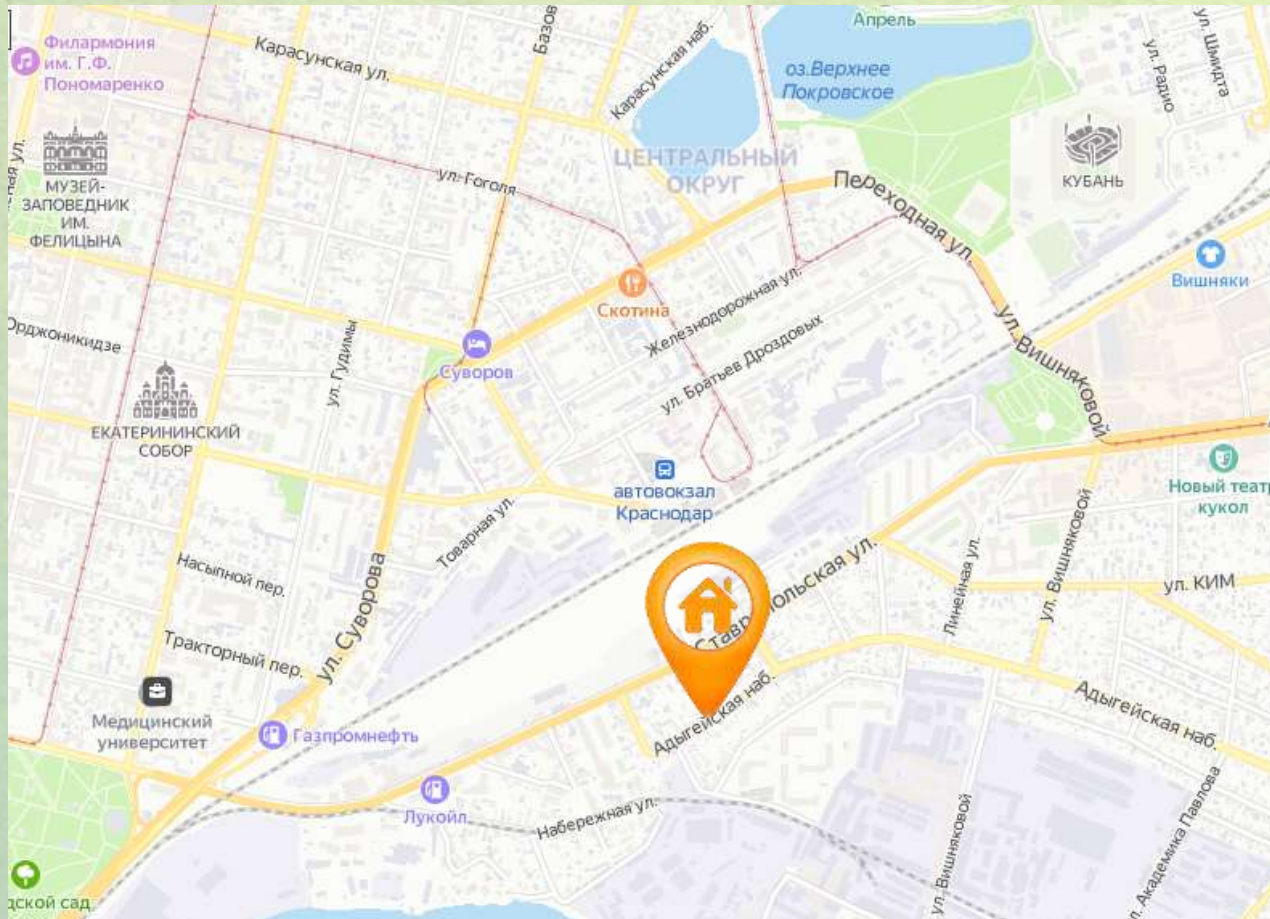 Апрель
Филармония
им. Г.Ф.
Пономаренко
Карасунская ул.
Базов
Карасунская наб.
оз.Верхнее
Покровское
ул. Радио
ул. Шмидта
МУЗЕЙ-
ЗАПОВЕДНИК
ИМ.
ФЕЛИЦЫНА
ул. Гоголя
ЦЕНТРАЛЬНЫЙ
ОКРУГ
Переходная ул.
КУБАНЬ
Вишняки
Скотина
Железнодорожная ул.
ул. Вишняковой
Орджоникидзе
ул. Гудимы
Суворов
ул. Братьев Дроздовых
ЕКАТЕРИНИНСКИЙ
СОБОР
автовокзал
Краснодар
Новый театр
кукол
Товарная ул.
Насыпной пер.
ул. Суворова
Ставропольская ул.
Линейная ул.
ул. Вишняковой
ул. КИМ
Тракторный пер.
Медицинский
университет
Газпромнефть
Адыгейская наб.
Адыгейская наб.
Лукойл
Набережная ул.
ул. Вишняковой
ул. Академика Павлова
дской сад